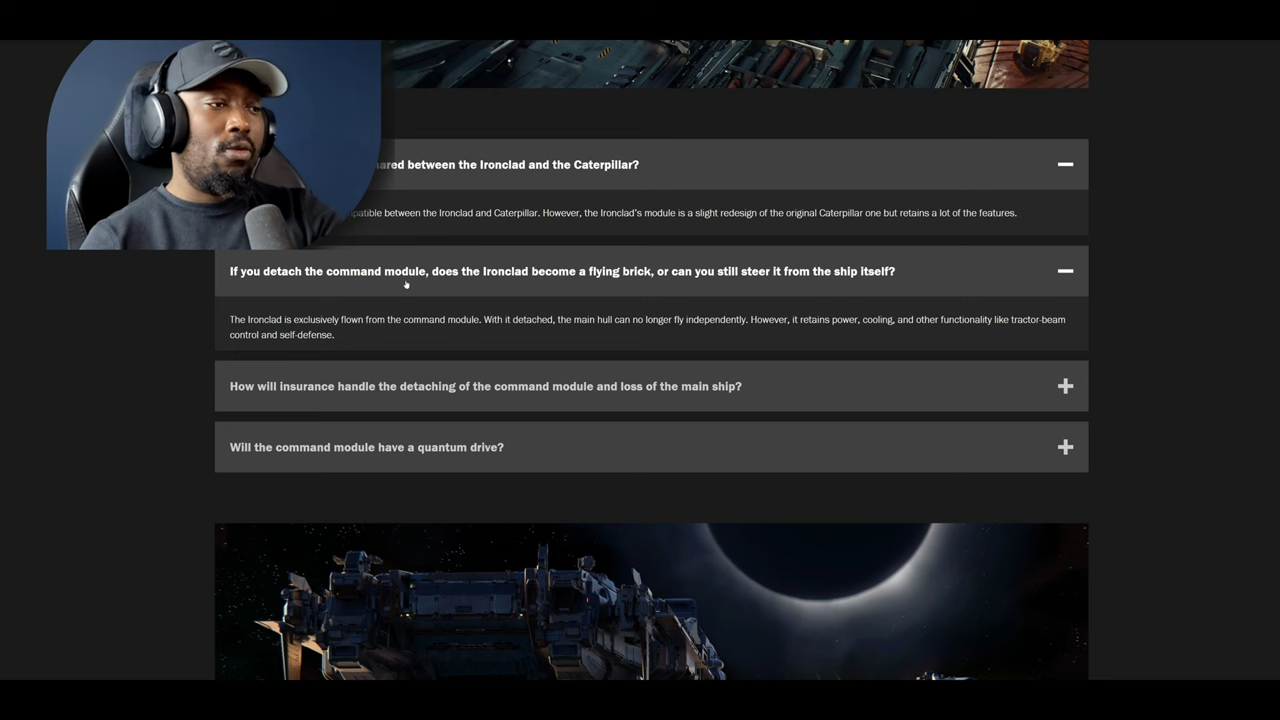 between the Ironclad and the Caterpillar?
between the Ironclad and Caterpillar. However, the Ironclad’s module is a slight redesign of the original Caterpillar one but retains a lot of the features.
If you detach the command module, does the Ironclad become a flying brick, or can you still steer it from the ship itself?
The Ironclad is exclusively flown from the command module. With it detached, the main hull can no longer fly independently. However, it retains power, cooling, and other functionality like tractor-beam
control and self-defense.
How will insurance handle the detaching of the command module and loss of the main ship?
Will the command module have a quantum drive?